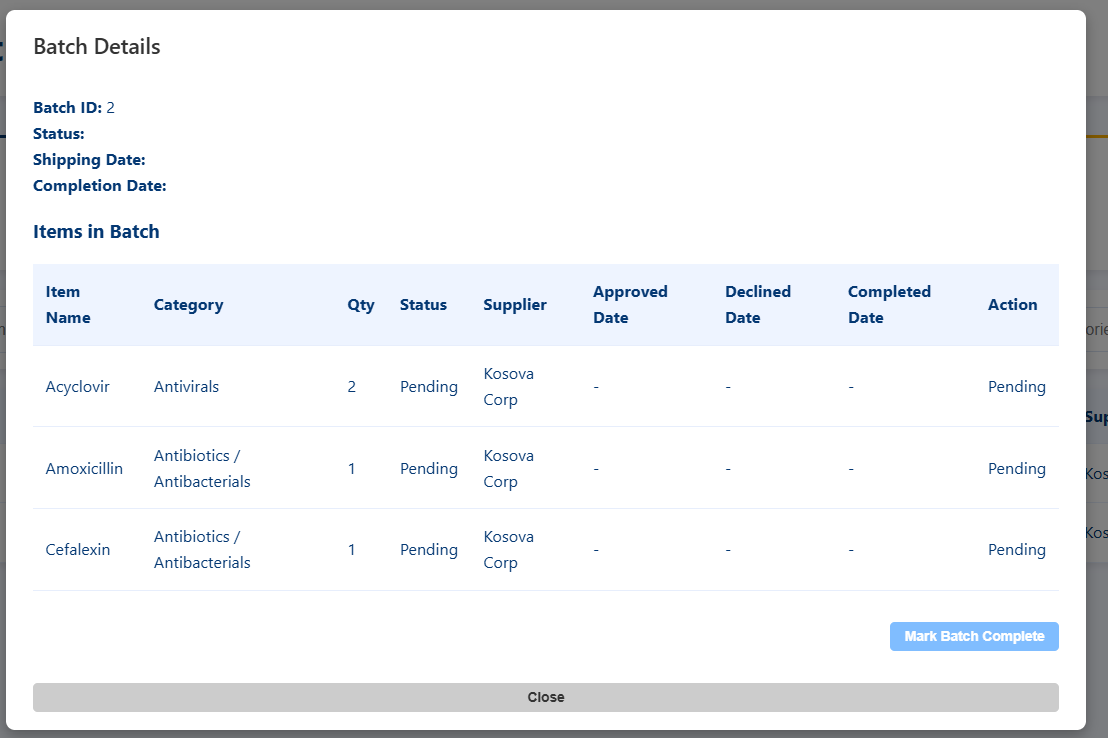 Batch Details
Batch ID: 2
Status:
Shipping Date:
Completion Date:
Items in Batch
Item Name Category Qty Status Supplier Approved Date Declined Date Completed Date Action
Acyclovir Antivirals 2 Pending Kosova Corp - - - Pending
Amoxicillin Antibiotics / Antibacterials 1 Pending Kosova Corp - - - Pending
Cefalexin Antibiotics / Antibacterials 1 Pending Kosova Corp - - - Pending
Mark Batch Complete
Close